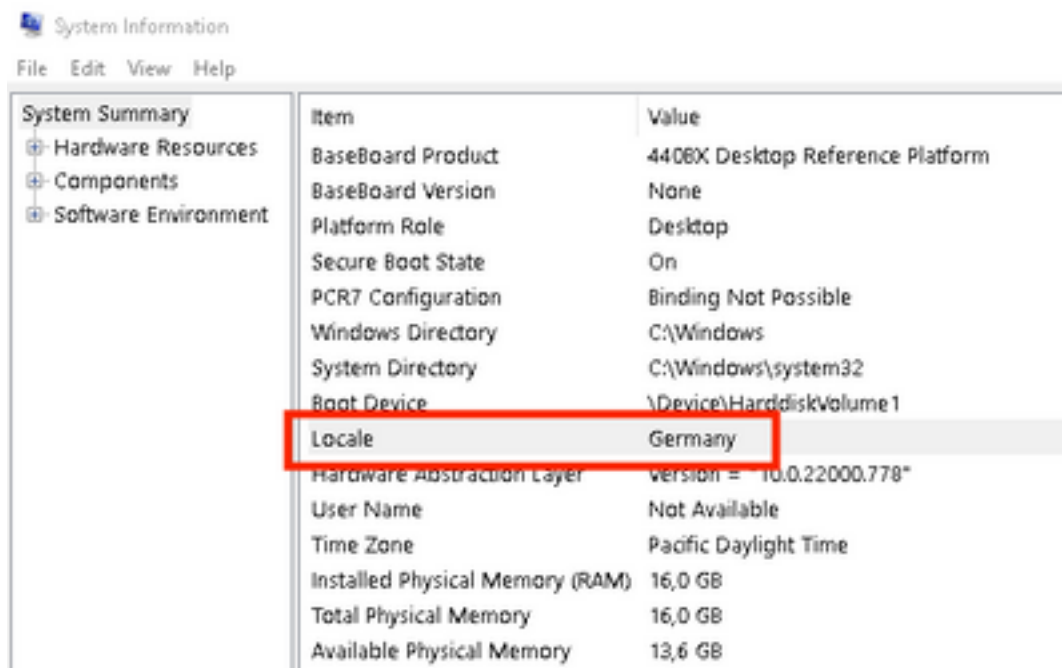 System Information
File Edit View Help
System Summary
Hardware Resources
Components
Software Environment
Item Value
BaseBoard Product 440BX Desktop Reference Platform
BaseBoard Version None
Platform Role Desktop
Secure Boot State On
PCR7 Configuration Binding Not Possible
Windows Directory C:\Windows
System Directory C:\Windows\system32
Boot Device \Device\HarddiskVolume1
Locale Germany
Hardware Abstraction Layer Version = "10.0.22000.778"
User Name Not Available
Time Zone Pacific Daylight Time
Installed Physical Memory (RAM) 16,0 GB
Total Physical Memory 16,0 GB
Available Physical Memory 13,6 GB